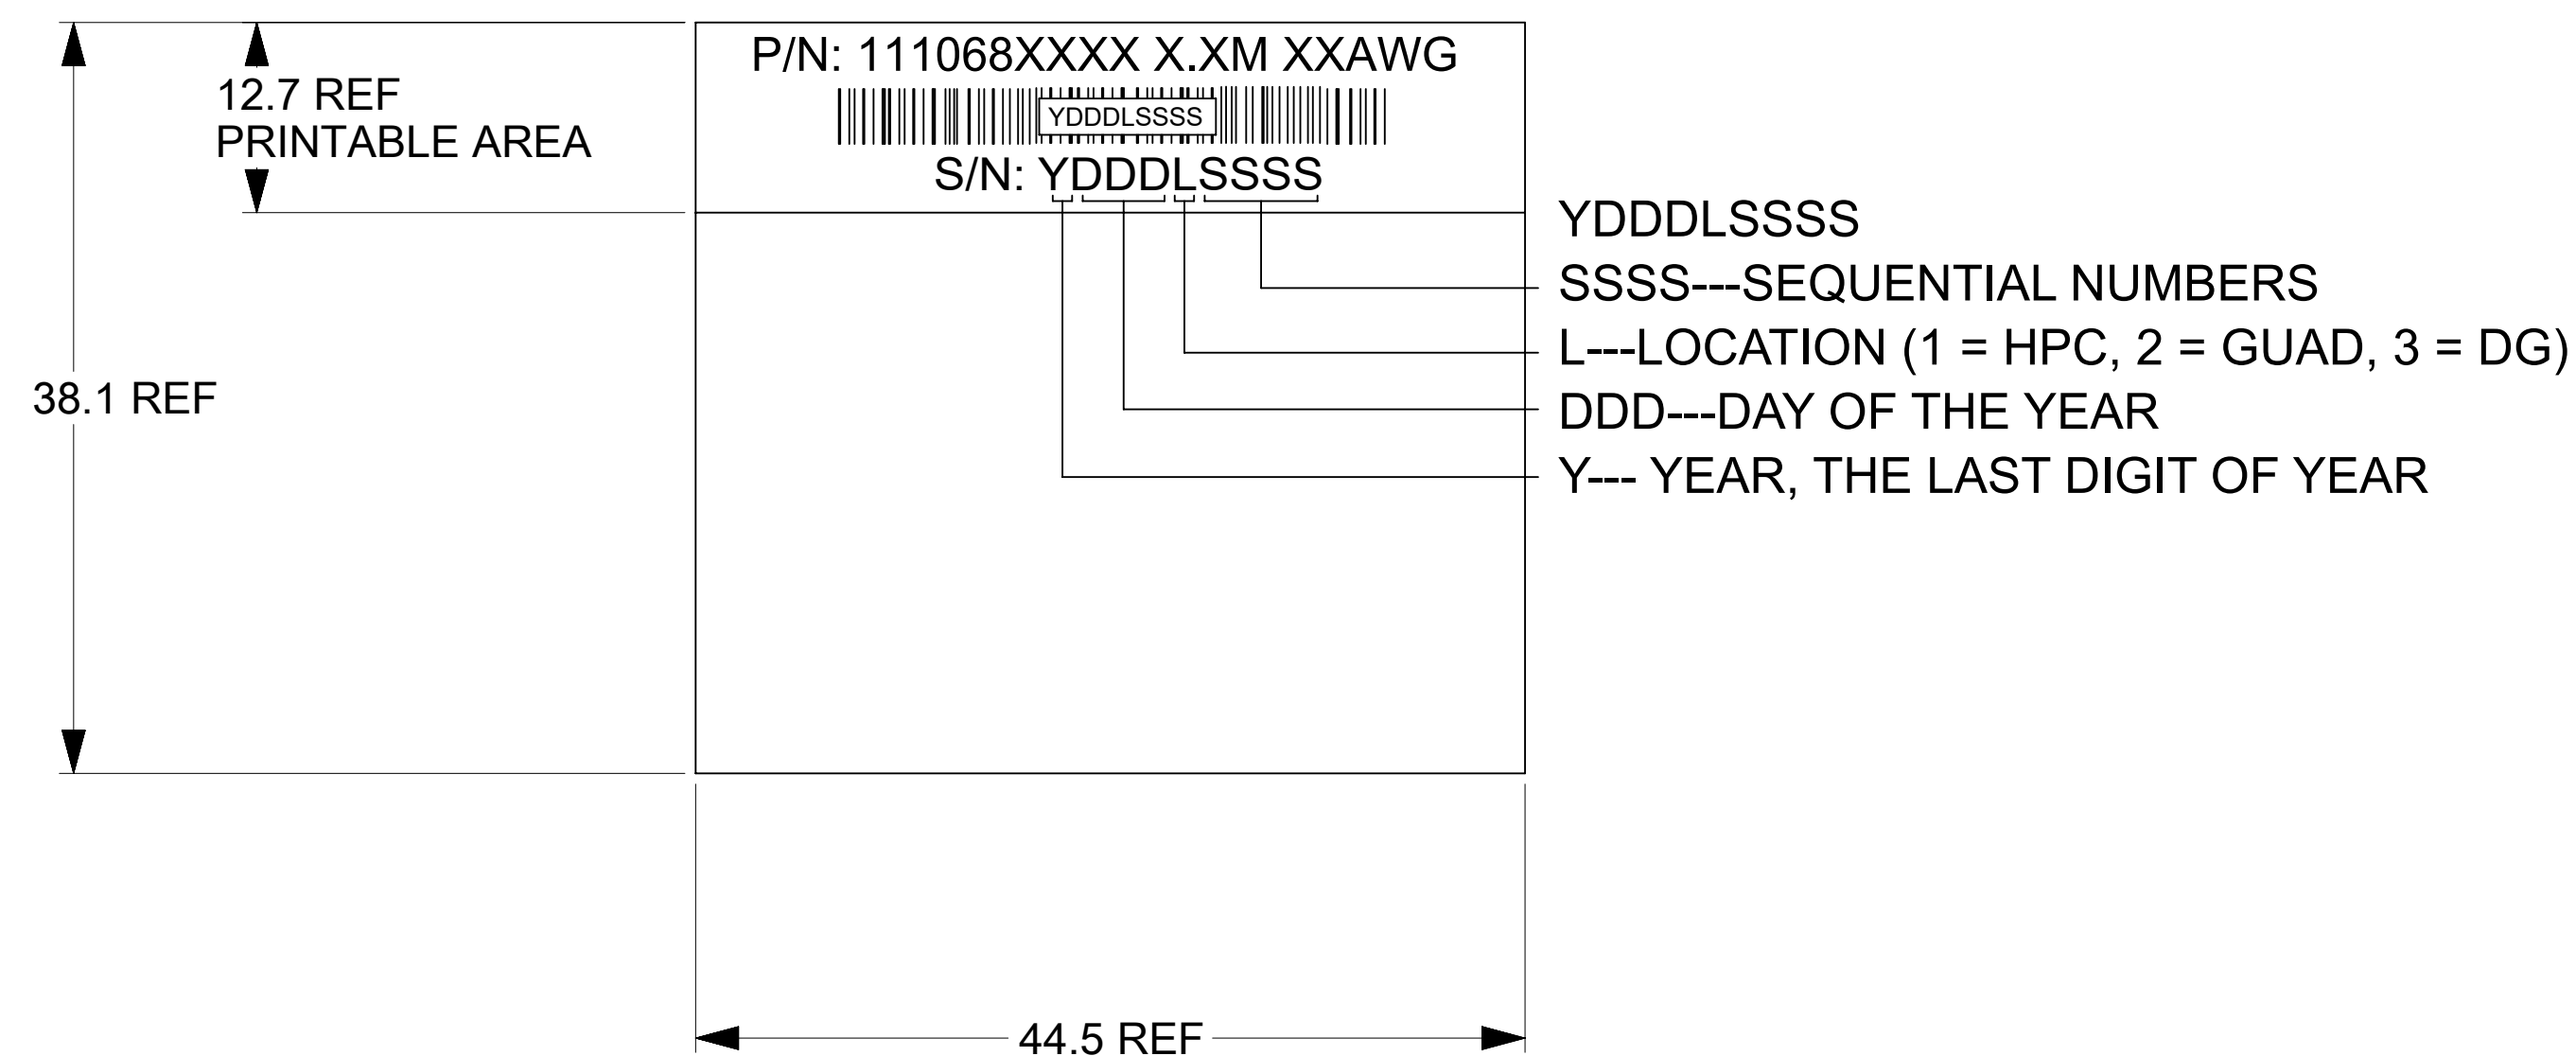 P/N: 111068XXXX X.XM XXAWG
12.7 REF
PRINTABLE AREA
YDDDLSSSS
S/N: YDDDLSSSS
YDDDLSSSS
SSSS---SEQUENTIAL NUMBERS
L---LOCATION (1 = HPC, 2 = GUAD, 3 = DG)
38.1 REF
DDD---DAY OF THE YEAR
Y--- YEAR, THE LAST DIGIT OF YEAR
44.5 REF